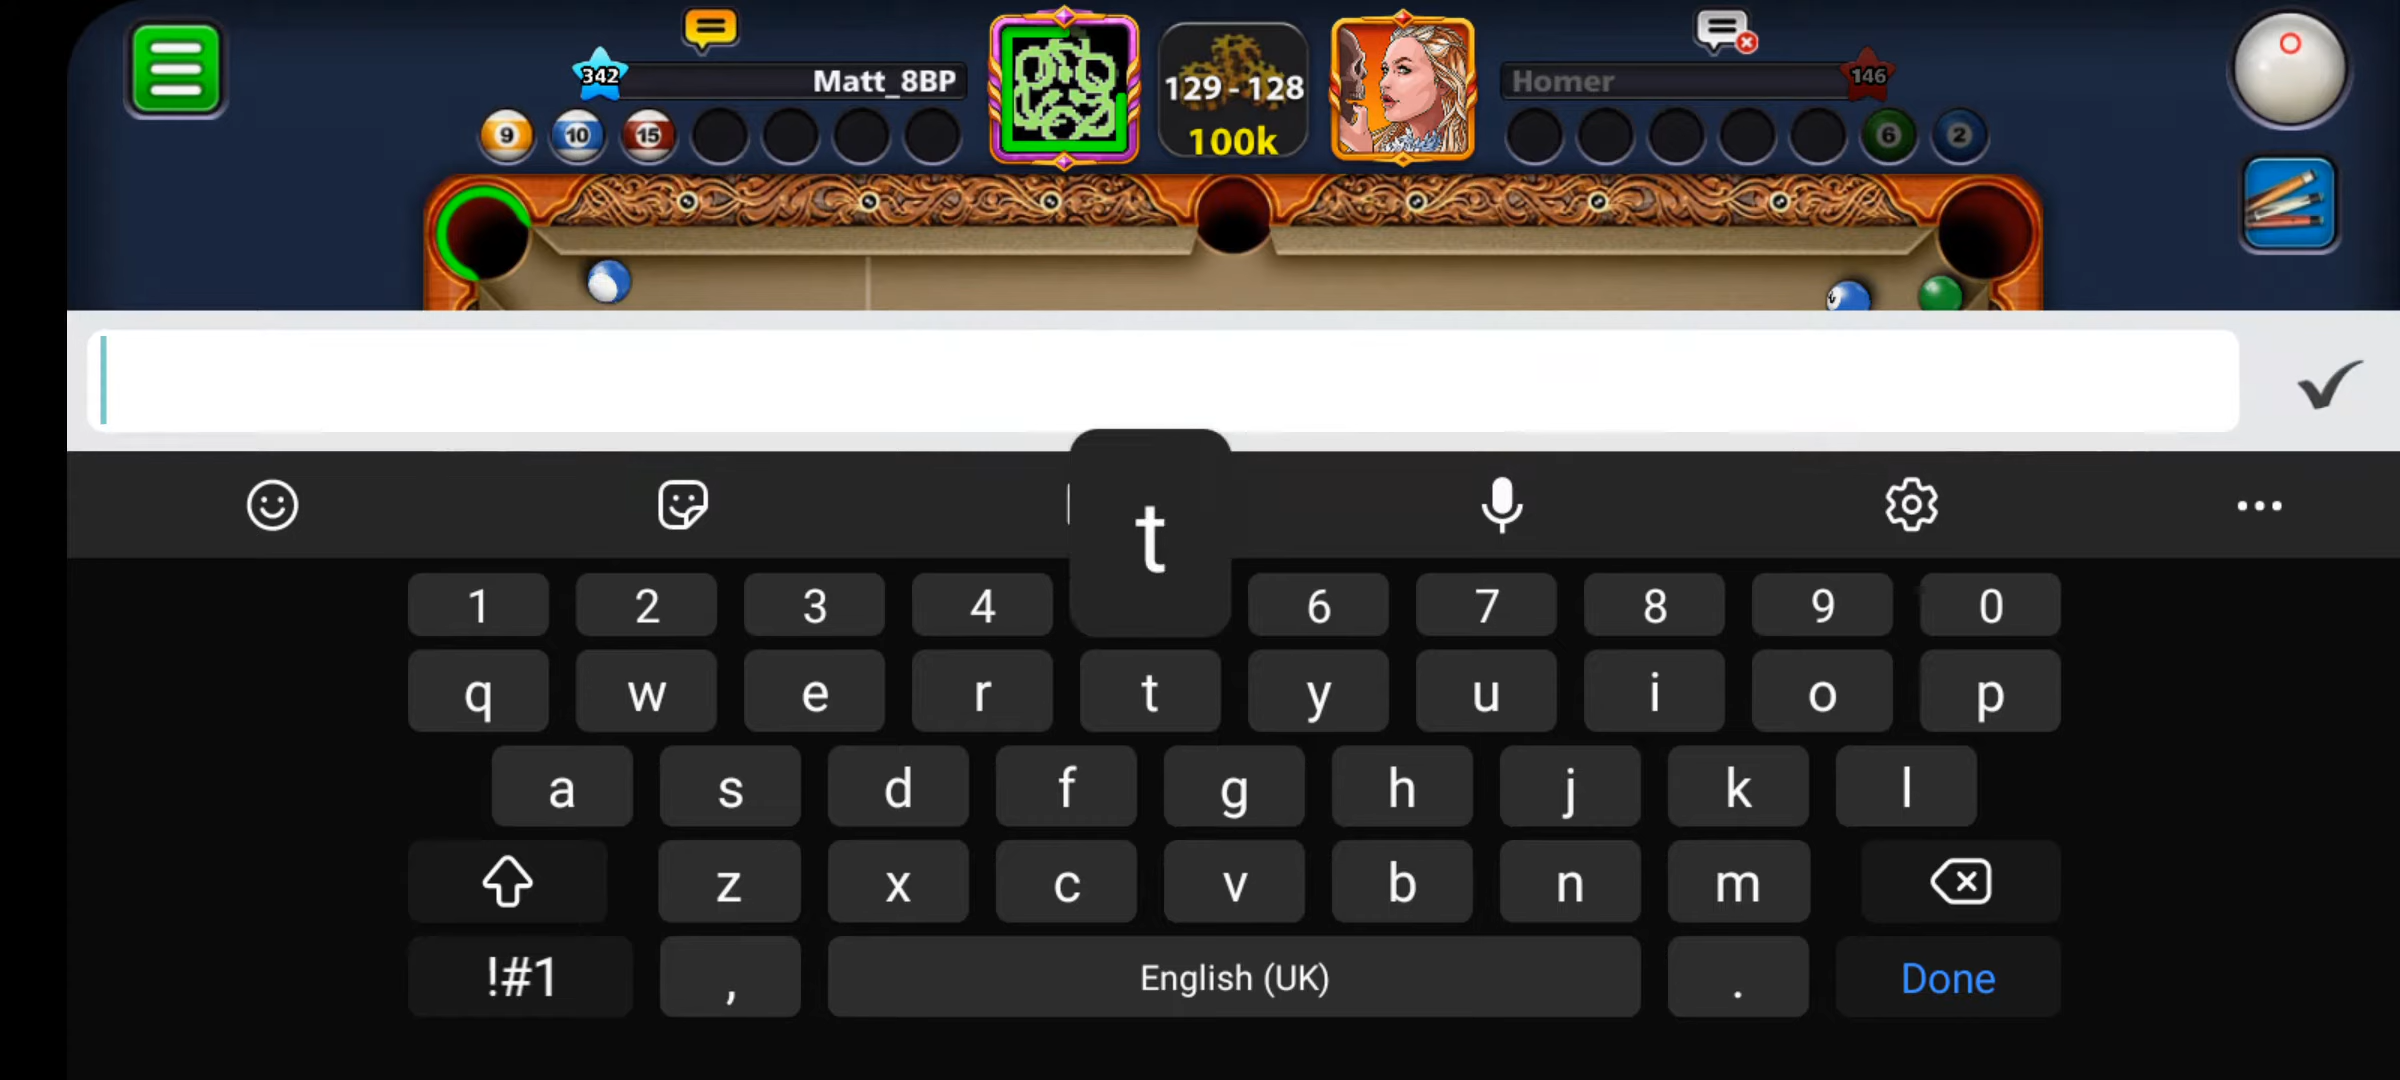 342 Matt_8BP 129-128 100k Homer 146
9 10 15 6 2
t
1 2 3 4 6 7 8 9 0
q w e r t y u i o p
a s d f g h j k l
z x c v b n m
!#1 , English (UK) . Done